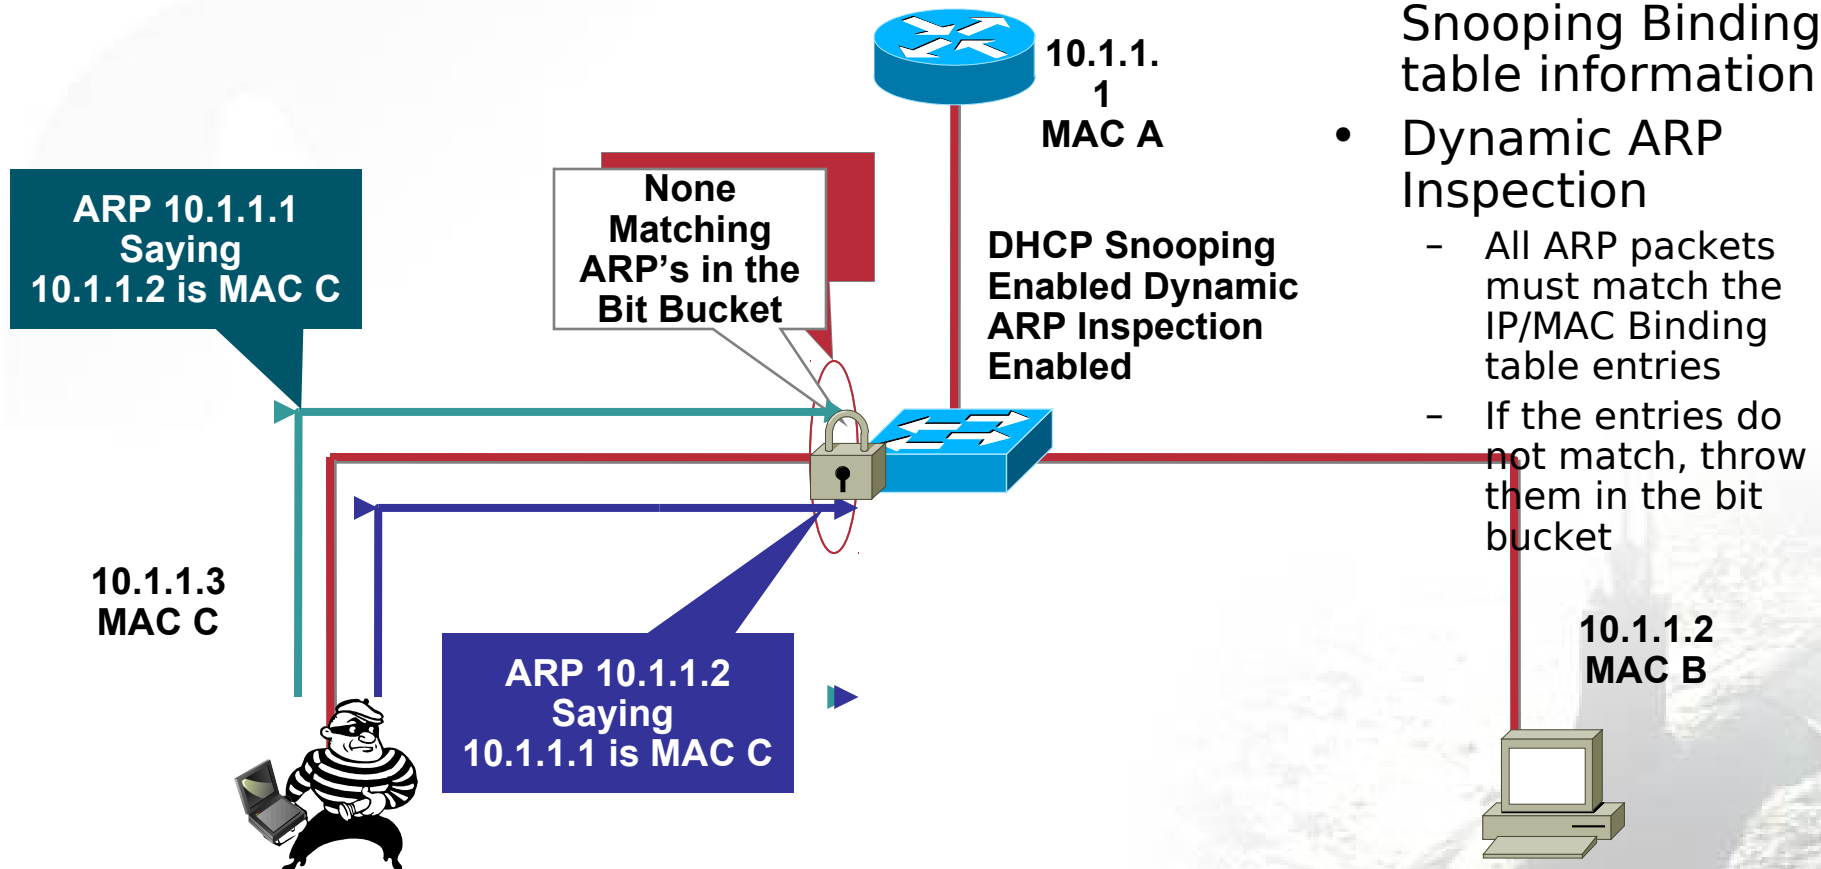 10.1.1.
1
MAC A
ARP 10.1.1.1
Saying
10.1.1.2 is MAC C
None
Matching
ARP’s in the
Bit Bucket
DHCP Snooping
Enabled Dynamic
ARP Inspection
Enabled
10.1.1.3
MAC C
ARP 10.1.1.2
Saying
10.1.1.1 is MAC C
10.1.1.2
MAC B
Snooping Binding
table information
• Dynamic ARP
Inspection
– All ARP packets
must match the
IP/MAC Binding
table entries
– If the entries do
not match, throw
them in the bit
bucket